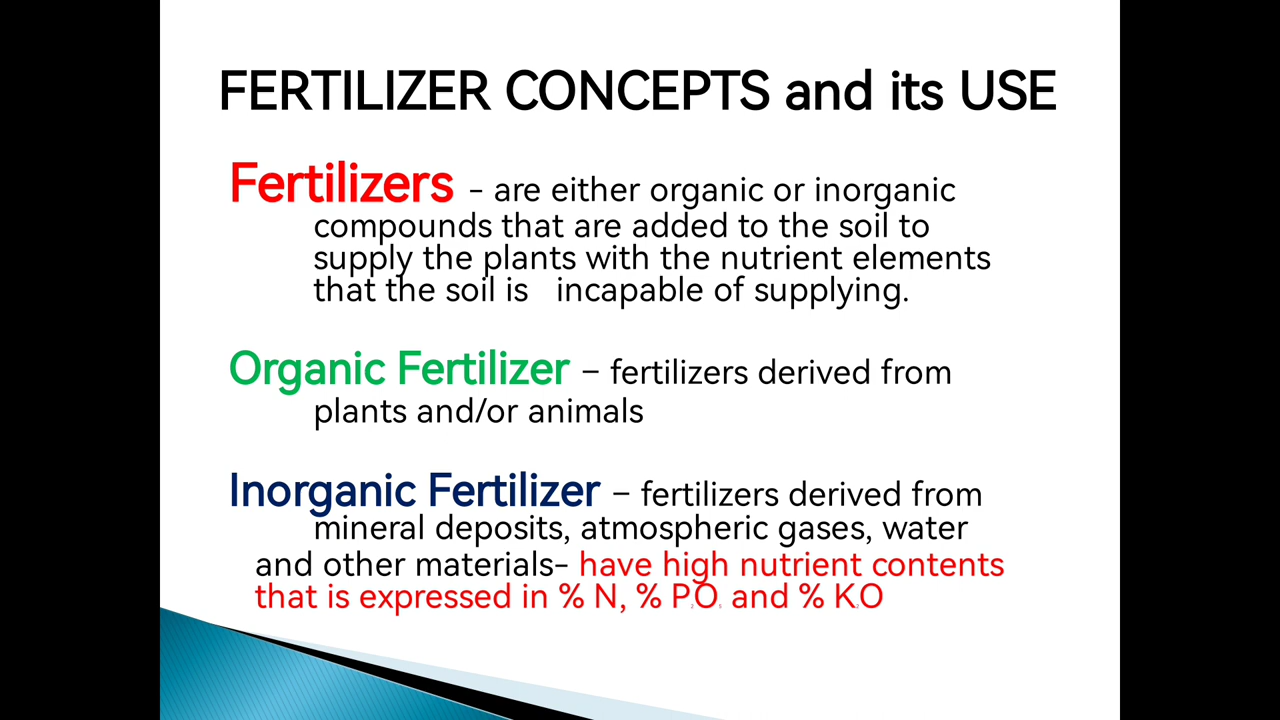 FERTILIZER CONCEPTS and its USE
Fertilizers - are either organic or inorganic
compounds that are added to the soil to
supply the plants with the nutrient elements
that the soil is incapable of supplying.
Organic Fertilizer – fertilizers derived from
plants and/or animals
Inorganic Fertilizer – fertilizers derived from
mineral deposits, atmospheric gases, water
and other materials– have high nutrient contents
that is expressed in % N, % P₂O₅ and % K₂O